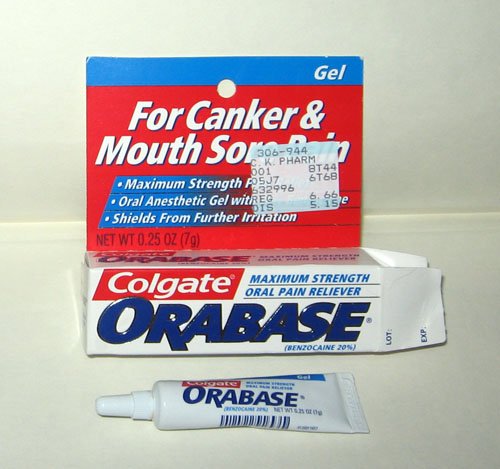 Gel
For Canker &
Mouth Sore Pain
306-944
C.K. PHARM
001 8T44
05J7 6T6B
632996
REG 6.66
DIS 5.15
• Maximum Strength
• Oral Anesthetic Gel with
• Shields From Further Irritation
NET WT 0.25 OZ (7g)
Colgate®
MAXIMUM STRENGTH
ORAL PAIN RELIEVER
ORABASE®
(BENZOCAINE 20%)
LOT:
EXP.:
Gel
Colgate
MAXIMUM STRENGTH
ORAL PAIN RELIEVER
ORABASE®
(BENZOCAINE 20%) NET WT 0.25 OZ (7g)